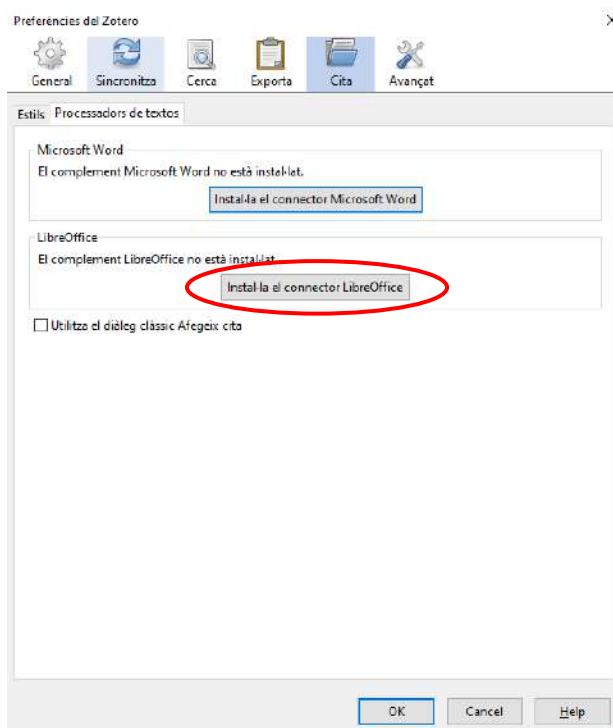 Preferències del Zotero
General Sincronitza Cerca Exporta Cita Avançat
Estils Processadors de textos
Microsoft Word
El complement Microsoft Word no està instal·lat.
Instal·la el connector Microsoft Word
LibreOffice
El complement LibreOffice no està instal·lat.
Instal·la el connector LibreOffice
Utilitza el diàleg clàssic Afegeix cita
OK Cancel Help